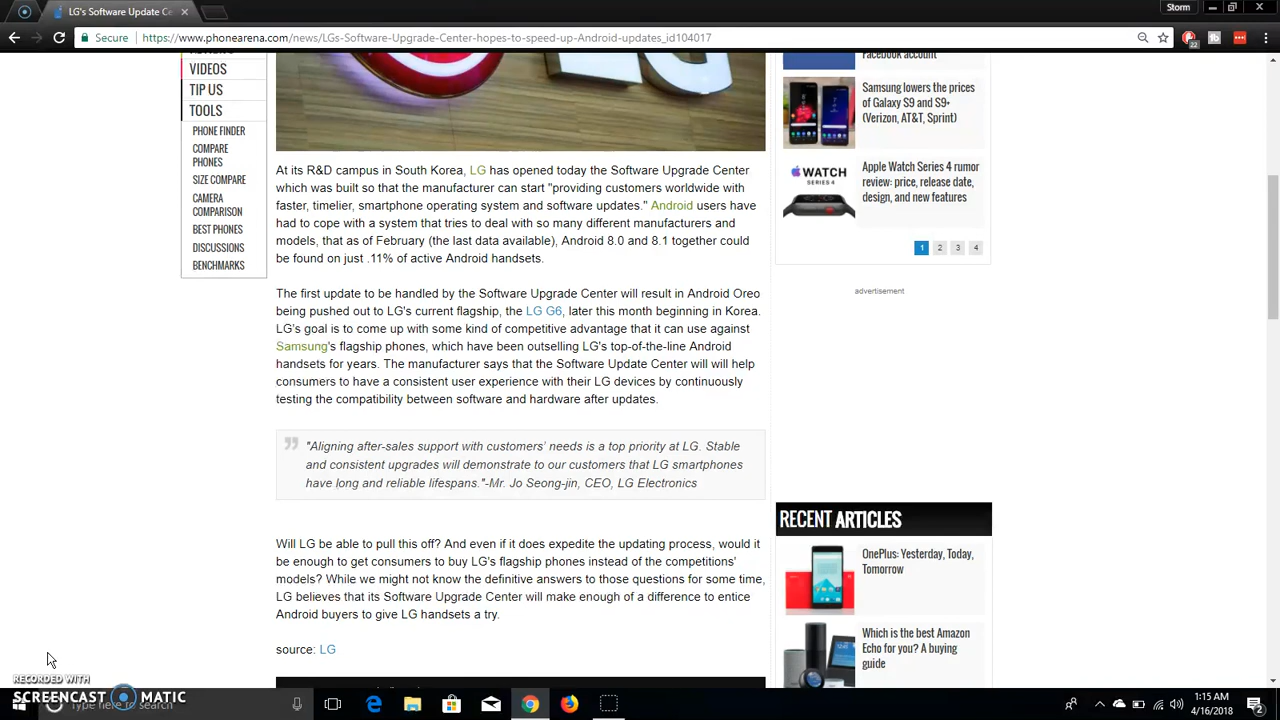 LG's Software Update Ce
Storm
Secure
https://www.phonearena.com/news/LGs-Software-Upgrade-Center-hopes-to-speed-up-Android-updates_id104017
22
VIDEOS
TIP US
TOOLS
PHONE FINDER
COMPARE
PHONES
SIZE COMPARE
CAMERA
COMPARISON
BEST PHONES
DISCUSSIONS
BENCHMARKS
LG
At its R&D campus in South Korea, LG has opened today the Software Upgrade Center
which was built so that the manufacturer can start "providing customers worldwide with
faster, timelier, smartphone operating system and software updates." Android users have
had to cope with a system that tries to deal with so many different manufacturers and
models, that as of February (the last data available), Android 8.0 and 8.1 together could
be found on just .11% of active Android handsets.
The first update to be handled by the Software Upgrade Center will result in Android Oreo
being pushed out to LG's current flagship, the LG G6, later this month beginning in Korea.
LG's goal is to come up with some kind of competitive advantage that it can use against
Samsung's flagship phones, which have been outselling LG's top-of-the-line Android
handsets for years. The manufacturer says that the Software Update Center will will help
consumers to have a consistent user experience with their LG devices by continuously
testing the compatibility between software and hardware after updates.
"Aligning after-sales support with customers' needs is a top priority at LG. Stable
and consistent upgrades will demonstrate to our customers that LG smartphones
have long and reliable lifespans."-Mr. Jo Seong-jin, CEO, LG Electronics
Will LG be able to pull this off? And even if it does expedite the updating process, would it
be enough to get consumers to buy LG's flagship phones instead of the competitions'
models? While we might not know the definitive answers to those questions for some time,
LG believes that its Software Upgrade Center will make enough of a difference to entice
Android buyers to give LG handsets a try.
source: LG
Facebook account
Samsung lowers the prices
of Galaxy S9 and S9+
(Verizon, AT&T, Sprint)
WATCH
SERIES 4
Apple Watch Series 4 rumor
review: price, release date,
design, and new features
1 2 3 4
advertisement
RECENT ARTICLES
OnePlus: Yesterday, Today,
Tomorrow
Which is the best Amazon
Echo for you? A buying
guide
RECORDED WITH
SCREENCAST MATIC
Type here to search
1:15 AM
4/16/2018
2